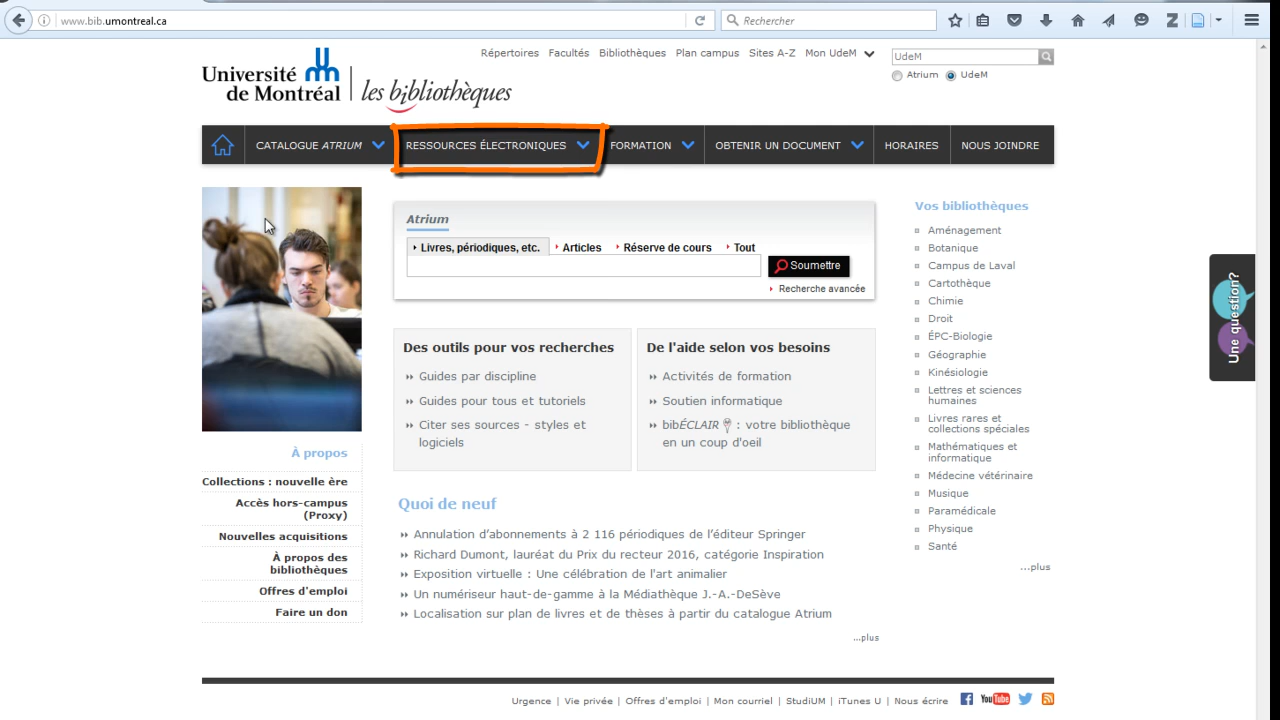 www.bib.umontreal.ca
Rechercher
Répertoires Facultés Bibliothèques Plan campus Sites A-Z Mon UdeM
UdeM
Atrium UdeM
Université
de Montréal
les bibliothèques
CATALOGUE ATRIUM RESSOURCES ÉLECTRONIQUES FORMATION OBTENIR UN DOCUMENT HORAIRES NOUS JOINDRE
Atrium
Livres, périodiques, etc. Articles Réserve de cours Tout
Soumettre
Recherche avancée
Des outils pour vos recherches
Guides par discipline
Guides pour tous et tutoriels
Citer ses sources - styles et
logiciels
De l'aide selon vos besoins
Activités de formation
Soutien informatique
bibÉCLAIR : votre bibliothèque
en un coup d'oeil
À propos
Collections : nouvelle ère
Accès hors-campus
(Proxy)
Nouvelles acquisitions
À propos des
bibliothèques
Offres d'emploi
Faire un don
Quoi de neuf
Annulation d’abonnements à 2 116 périodiques de l’éditeur Springer
Richard Dumont, lauréat du Prix du recteur 2016, catégorie Inspiration
Exposition virtuelle : Une célébration de l'art animalier
Un numériseur haut-de-gamme à la Médiathèque J.-A.-DeSève
Localisation sur plan de livres et de thèses à partir du catalogue Atrium
...plus
Vos bibliothèques
Aménagement
Botanique
Campus de Laval
Cartothèque
Chimie
Droit
ÉPC-Biologie
Géographie
Kinésiologie
Lettres et sciences
humaines
Livres rares et
collections spéciales
Mathématiques et
informatique
Médecine vétérinaire
Musique
Paramédicale
Physique
Santé
...plus
Une question?
Urgence | Vie privée | Offres d'emploi | Mon courriel | StudiUM | iTunes U | Nous écrire
YouTube